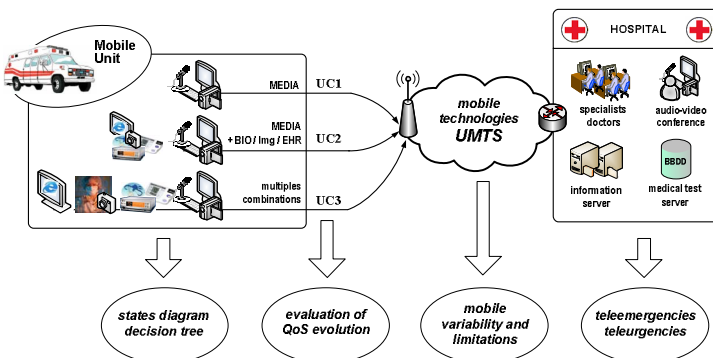 Mobile
Unit
MEDIA
UC1
MEDIA
+ BIO / Img / EHR
UC2
multiples
combinations
UC3
mobile
technologies
UMTS
HOSPITAL
specialists
doctors
audio-video
conference
information
server
BBDD
medical test
server
states diagram
decision tree
evaluation of
QoS evolution
mobile
variability and
limitations
teleemergencies
teleurgencies